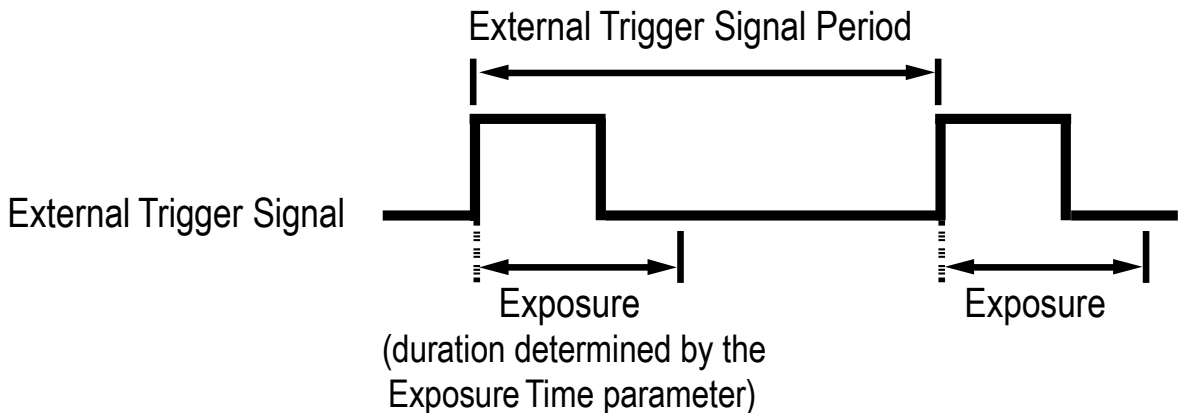 External Trigger Signal Period
External Trigger Signal
Exposure
(duration determined by the
Exposure Time parameter)
Exposure